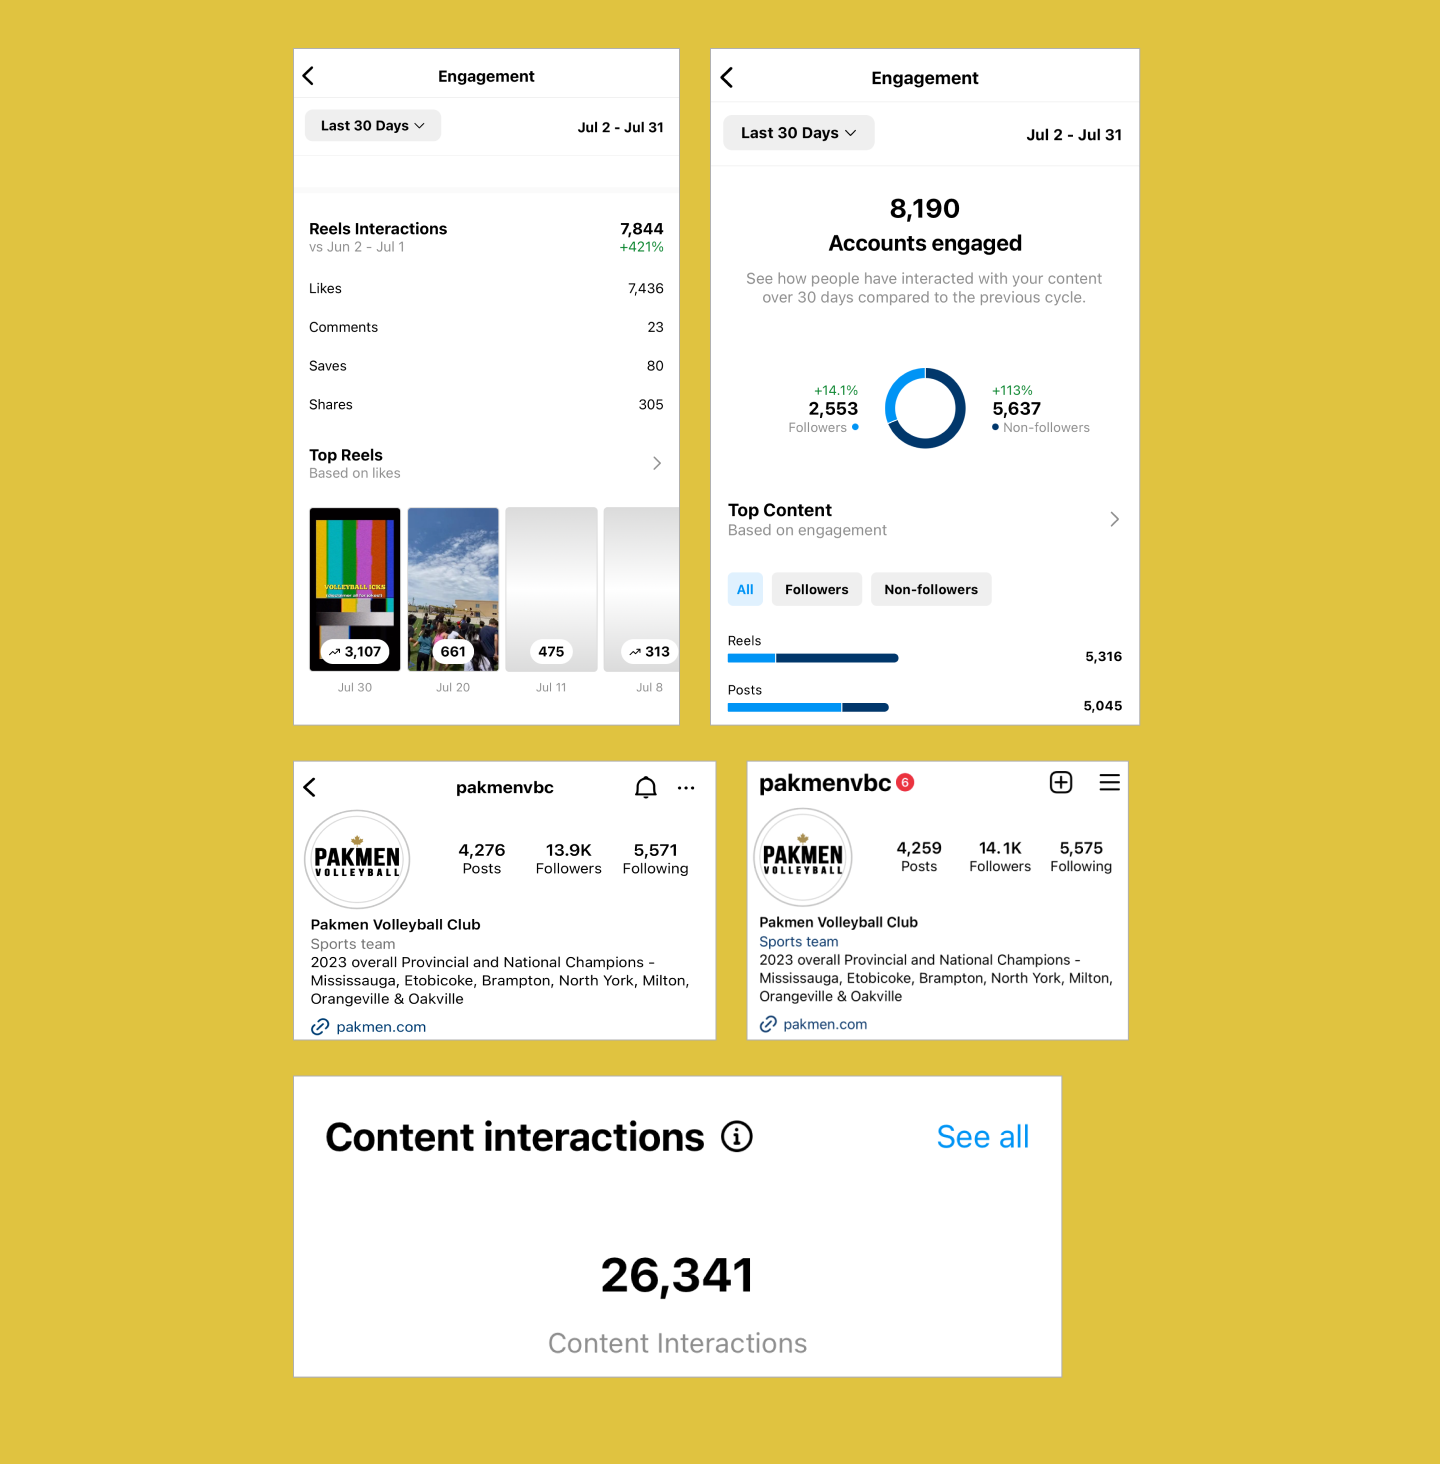 Engagement
Last 30 Days
Jul 2 - Jul 31
Reels Interactions
7,844
vs Jun 2 - Jul 1
+421%
Likes
7,436
Comments
23
Saves
80
Shares
305
Top Reels
Based on likes
VOLLEYBALL ICKS
3,107
661
475
313
Jul 30
Jul 20
Jul 11
Jul 8
Engagement
Last 30 Days
Jul 2 - Jul 31
8,190
Accounts engaged
See how people have interacted with your content
over 30 days compared to the previous cycle.
+14.1%
2,553
Followers
+113%
5,637
Non-followers
Top Content
Based on engagement
All
Followers
Non-followers
Reels
5,316
Posts
5,045
pakmenvbc
PAKMEN
VOLLEYBALL
4,276
13.9K
5,571
Posts
Followers
Following
Pakmen Volleyball Club
Sports team
2023 overall Provincial and National Champions -
Mississauga, Etobicoke, Brampton, North York, Milton,
Orangeville & Oakville
pakmen.com
pakmenvbc 6
PAKMEN
VOLLEYBALL
4,259
14.1K
5,575
Posts
Followers
Following
Pakmen Volleyball Club
Sports team
2023 overall Provincial and National Champions -
Mississauga, Etobicoke, Brampton, North York, Milton,
Orangeville & Oakville
pakmen.com
Content interactions
See all
26,341
Content Interactions